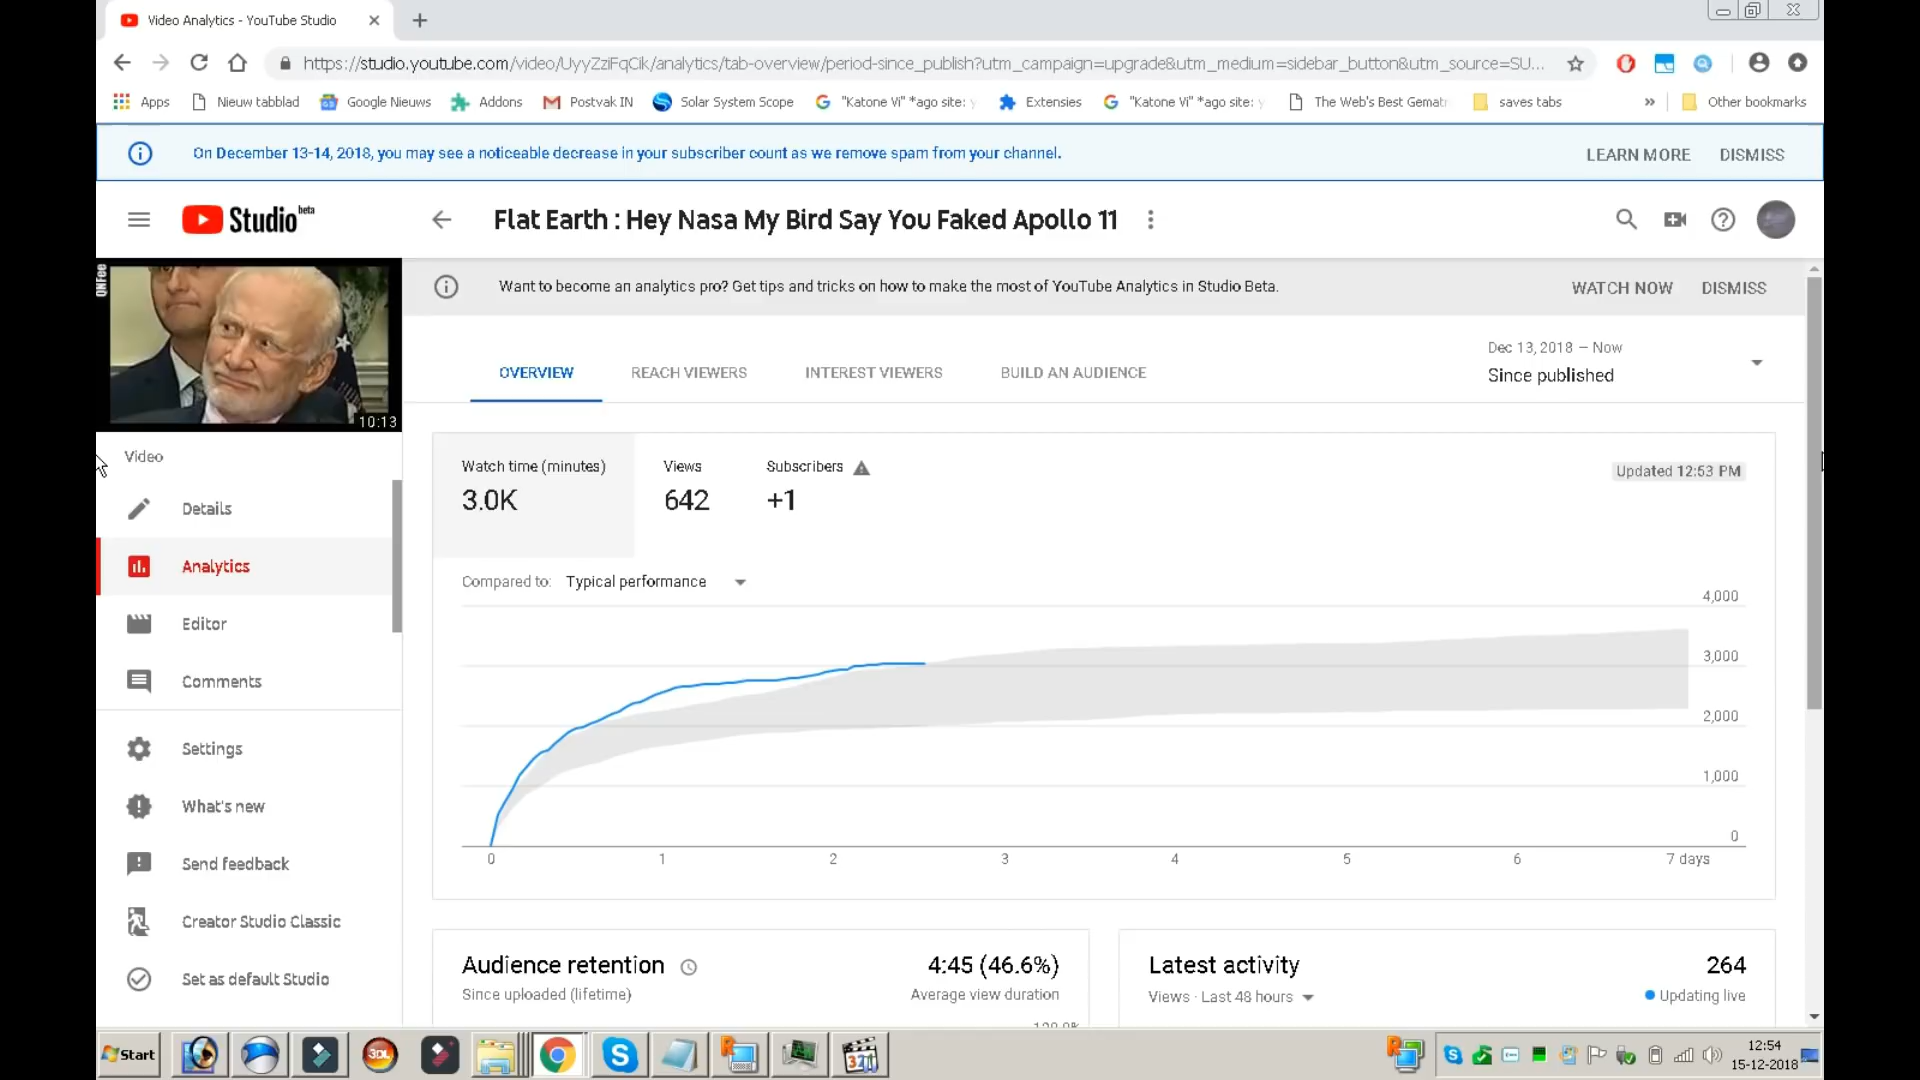 Video Analytics - YouTube Studio
https://studio.youtube.com/video/UyyZziFqCik/analytics/tab-overview/period-since_publish?utm_campaign=upgrade&utm_medium=sidebar_button&utm_source=SU...
Apps
Nieuw tabblad
Google Nieuws
Addons
Postvak IN
Solar System Scope
"Katone Vi" *ago site:
Extensies
"Katone Vi" *ago site:
The Web's Best Gematr
saves tabs
»
Other bookmarks
On December 13-14, 2018, you may see a noticeable decrease in your subscriber count as we remove spam from your channel.
LEARN MORE
DISMISS
Studio beta
Flat Earth : Hey Nasa My Bird Say You Faked Apollo 11
10:13
Want to become an analytics pro? Get tips and tricks on how to make the most of YouTube Analytics in Studio Beta.
WATCH NOW
DISMISS
OVERVIEW
REACH VIEWERS
INTEREST VIEWERS
BUILD AN AUDIENCE
Dec 13, 2018 – Now
Since published
Video
Details
Analytics
Editor
Comments
Settings
What's new
Send feedback
Creator Studio Classic
Set as default Studio
Watch time (minutes)
3.0K
Views
642
Subscribers
+1
Updated 12:53 PM
Compared to:
Typical performance
4,000
3,000
2,000
1,000
0
0
1
2
3
4
5
6
7 days
Audience retention
Since uploaded (lifetime)
4:45 (46.6%)
Average view duration
Latest activity
Views · Last 48 hours
264
Updating live
Start
3DL
321
12:54
15-12-2018